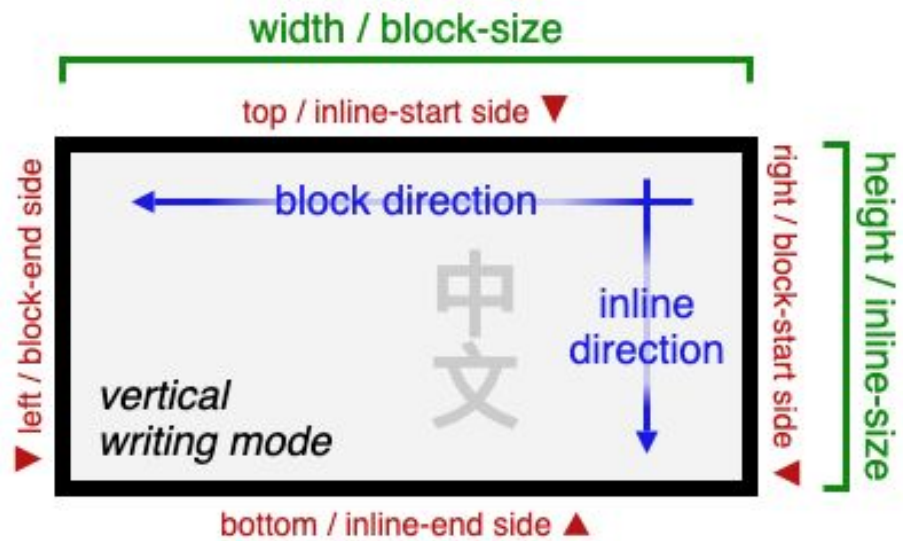 width / block-size
top / inline-start side ▼
left / block-end side ▼
block direction
inline
direction
中
文
vertical
writing mode
right / block-start side ▼
height / inline-size
bottom / inline-end side ▲